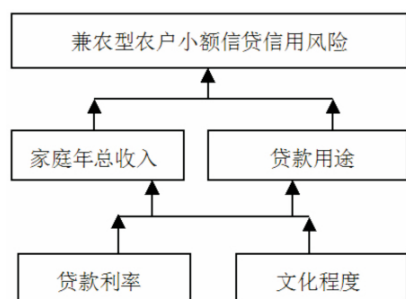 兼农型农户小额信贷信用风险
家庭年总收入
贷款用途
贷款利率
文化程度